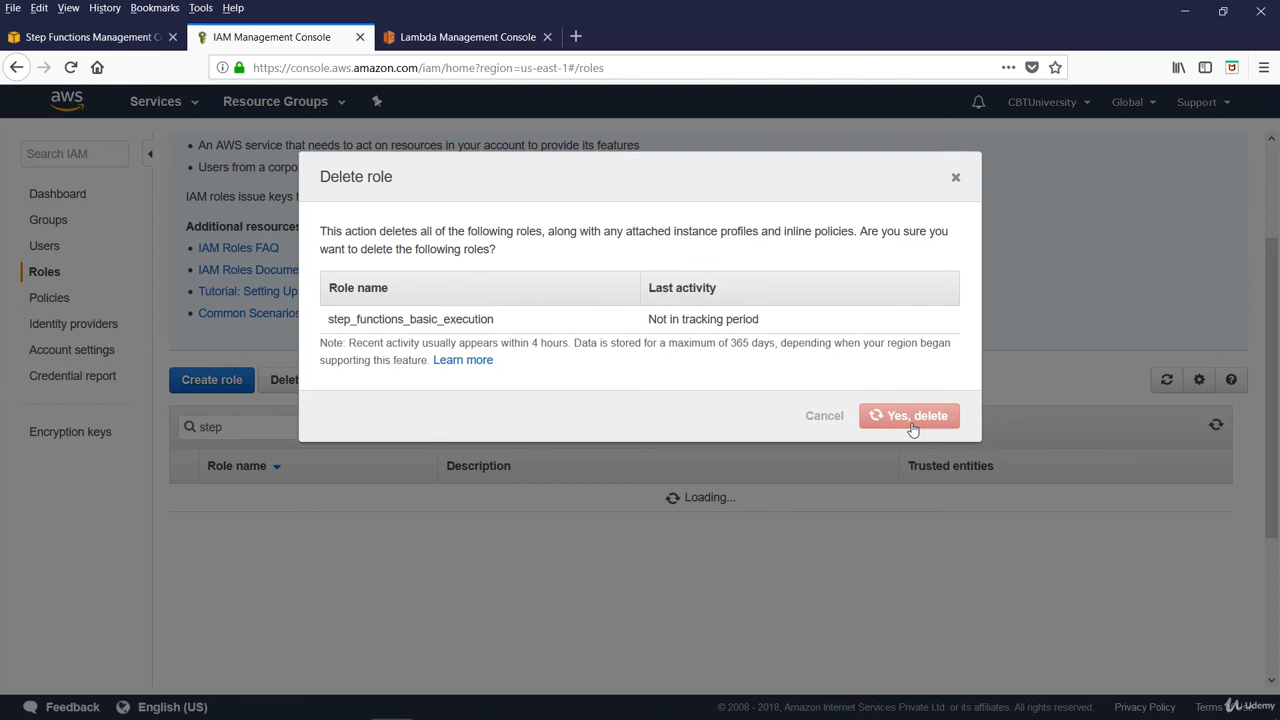 File Edit View History Bookmarks Tools Help
Step Functions Management C
IAM Management Console
Lambda Management Console
https://console.aws.amazon.com/iam/home?region=us-east-1#/roles
aws Services Resource Groups CBTUniversity Global Support
Search IAM
Dashboard
Groups
Users
Roles
Policies
Identity providers
Account settings
Credential report
Encryption keys
An AWS service that needs to act on resources in your account to provide its features
Users from a corpo
IAM roles issue keys
Additional resources
IAM Roles FAQ
IAM Roles Docume
Tutorial: Setting Up
Common Scenarios
Delete role
This action deletes all of the following roles, along with any attached instance profiles and inline policies. Are you sure you
want to delete the following roles?
Role name Last activity
step_functions_basic_execution Not in tracking period
Note: Recent activity usually appears within 4 hours. Data is stored for a maximum of 365 days, depending when your region began
supporting this feature. Learn more
Cancel Yes, delete
Create role Delet
step
Role name Description Trusted entities
Loading...
Feedback English (US) © 2008 - 2018, Amazon Internet Services Private Ltd. or its affiliates. All rights reserved. Privacy Policy Terms
Udemy